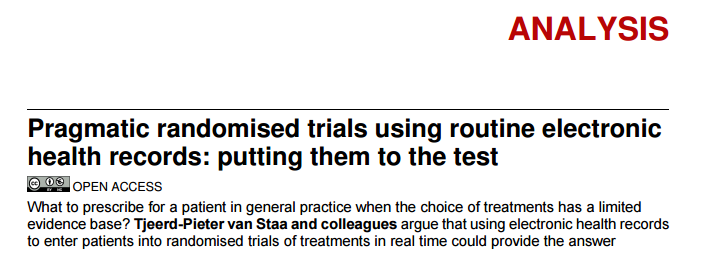 ANALYSIS
Pragmatic randomised trials using routine electronic
health records: putting them to the test
OPEN ACCESS
What to prescribe for a patient in general practice when the choice of treatments has a limited
evidence base? Tjeerd-Pieter van Staa and colleagues argue that using electronic health records
to enter patients into randomised trials of treatments in real time could provide the answer